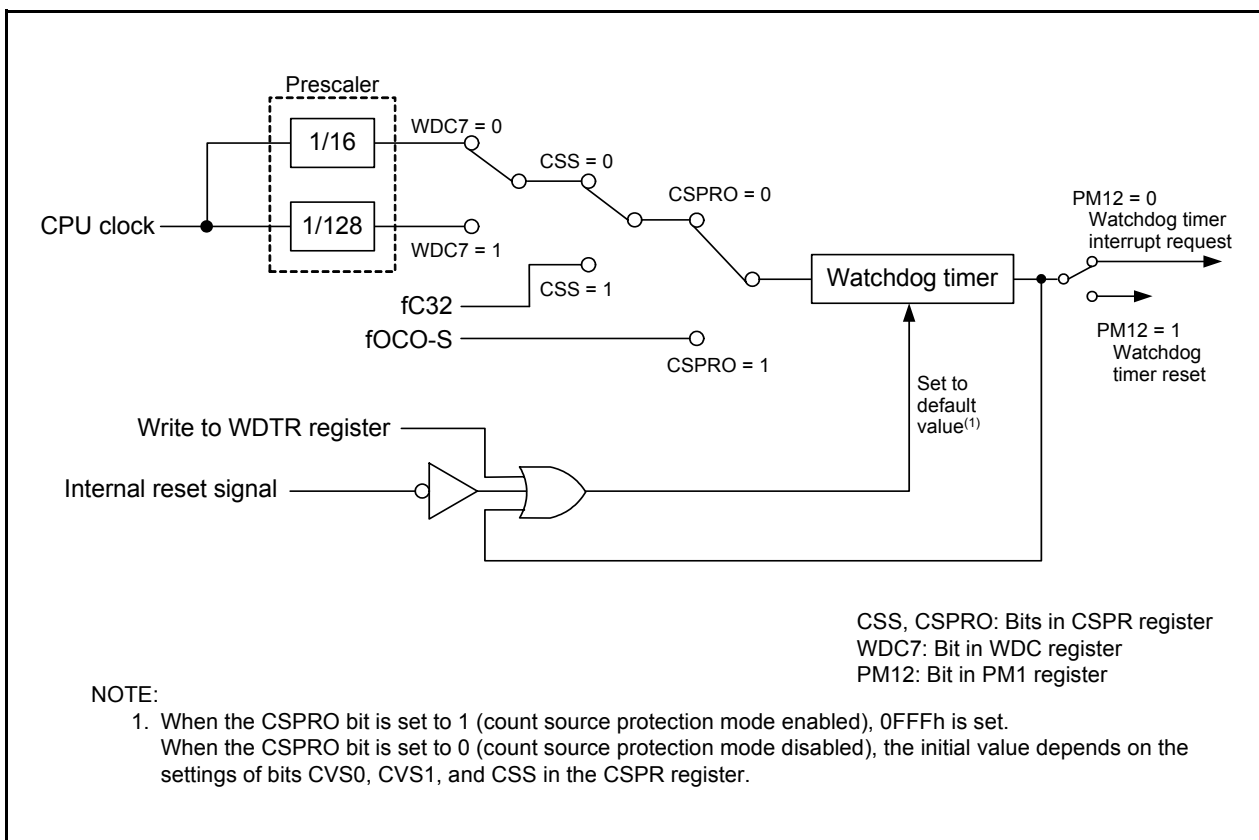 Prescaler
1/16
WDC7 = 0
CSS = 0
CSPRO = 0
PM12 = 0
Watchdog timer
interrupt request
CPU clock
1/128
WDC7 = 1
CSS = 1
fC32
Watchdog timer
fOCO-S
CSPRO = 1
PM12 = 1
Watchdog
timer reset
Set to
default
value(1)
Write to WDTR register
Internal reset signal
CSS, CSPRO: Bits in CSPR register
WDC7: Bit in WDC register
PM12: Bit in PM1 register
NOTE:
1. When the CSPRO bit is set to 1 (count source protection mode enabled), 0FFFh is set.
When the CSPRO bit is set to 0 (count source protection mode disabled), the initial value depends on the
settings of bits CVS0, CVS1, and CSS in the CSPR register.